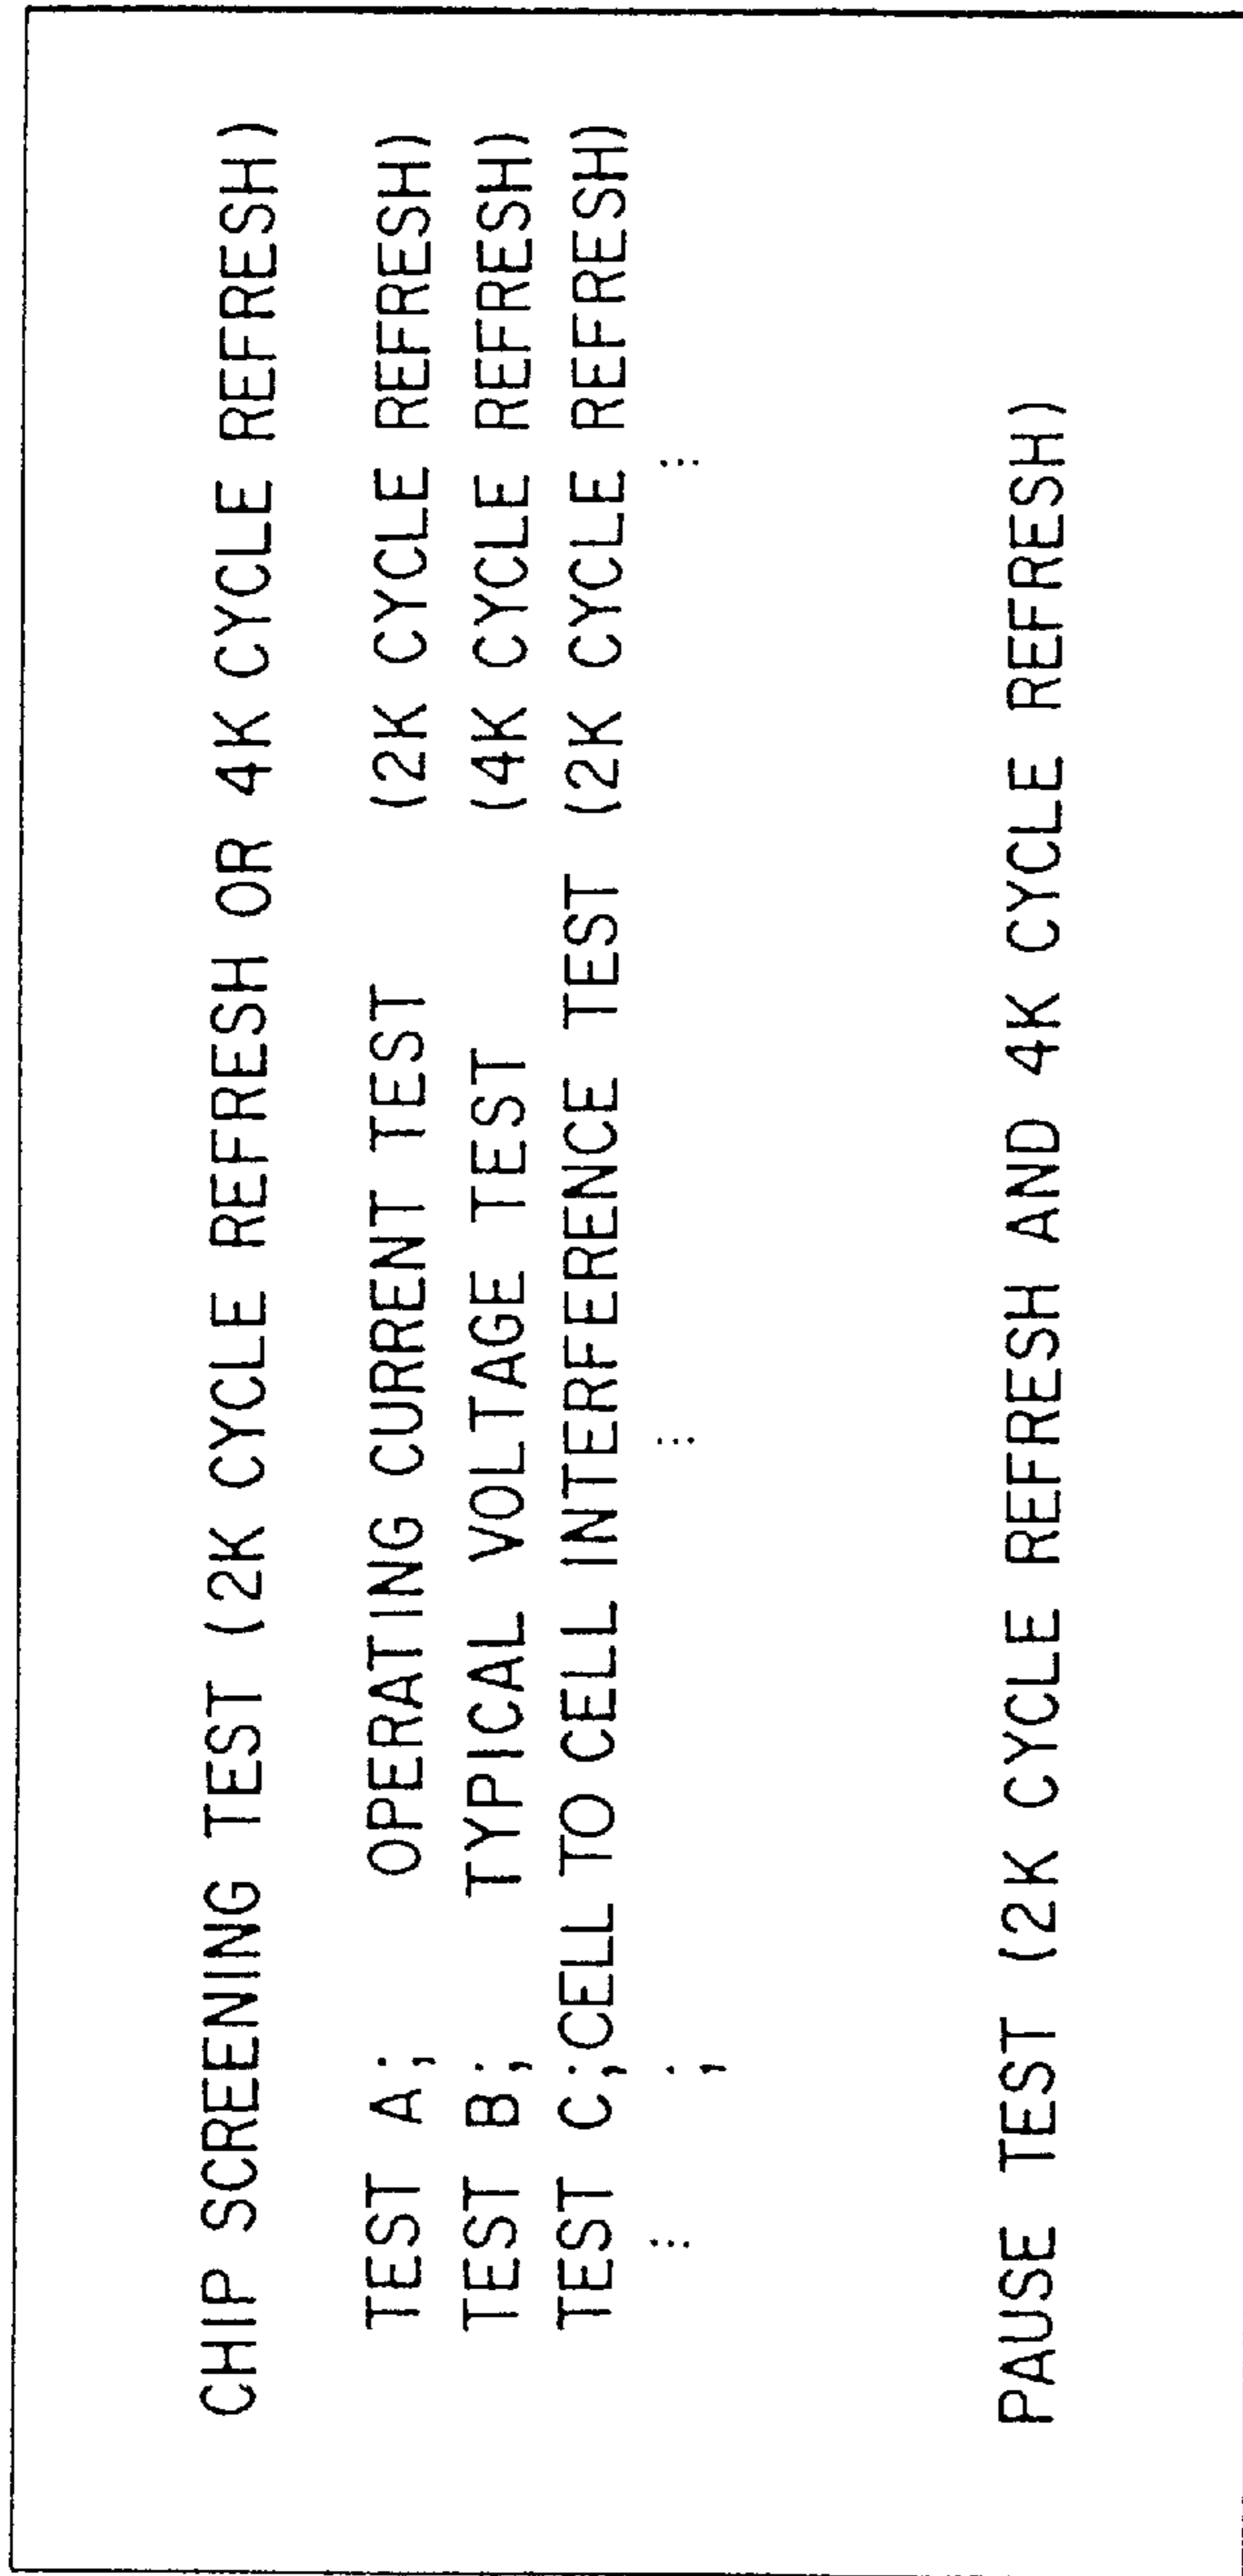 CHIP SCREENING TEST (2K CYCLE REFRESH OR 4K CYCLE REFRESH)
TEST A; OPERATING CURRENT TEST (2K CYCLE REFRESH)
TEST B; TYPICAL VOLTAGE TEST (4K CYCLE REFRESH)
TEST C;CELL TO CELL INTERFERENCE TEST (2K CYCLE REFRESH)
⋮ ; ⋮ ⋮
PAUSE TEST (2K CYCLE REFRESH AND 4K CYCLE REFRESH)